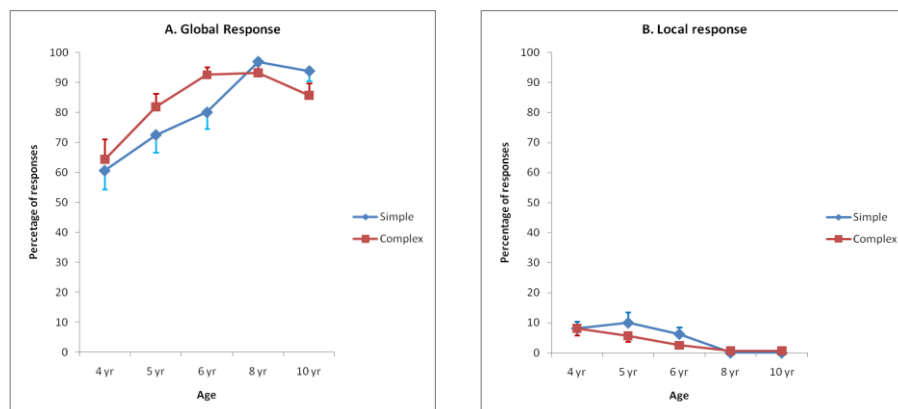 A. Global Response
100
90
80
70
60
50
40
30
20
10
0
Percetage of responses
4 yr 5 yr 6 yr 8 yr 10 yr
Age
Simple
Complex
B. Local response
100
90
80
70
60
50
40
30
20
10
0
Percentage of responses
4 yr 5 yr 6 yr 8 yr 10 yr
Age
Simple
Complex